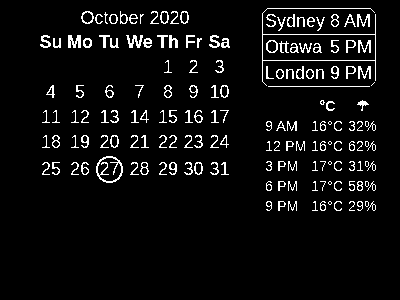 October 2020
Su Mo Tu We Th Fr Sa
1 2 3
4 5 6 7 8 9 10
11 12 13 14 15 16 17
18 19 20 21 22 23 24
25 26 27 28 29 30 31
Sydney 8 AM
Ottawa 5 PM
London 9 PM
°C ☂
9 AM 16°C 32%
12 PM 16°C 62%
3 PM 17°C 31%
6 PM 17°C 58%
9 PM 16°C 29%